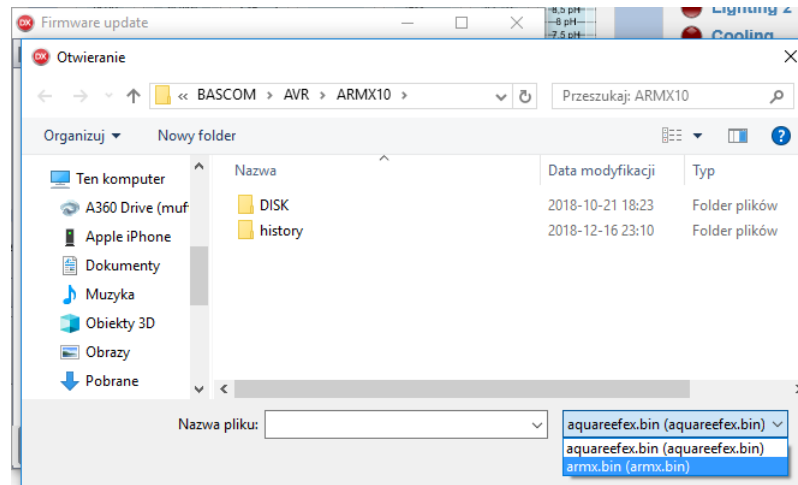 DX Firmware update
8,5 pH
8 pH
7,5 pH
Lighting 2
Cooling
DX Otwieranie
« BASCOM > AVR > ARMX10 >
Przeszukaj: ARMX10
Organizuj
Nowy folder
?
Nazwa
Data modyfikacji
Typ
Ten komputer
A360 Drive (muf
Apple iPhone
Dokumenty
Muzyka
Obiekty 3D
Obrazy
Pobrane
DISK 2018-10-21 18:23 Folder plików
history 2018-12-16 23:10 Folder plików
Nazwa pliku:
aquareefex.bin (aquareefex.bin)
aquareefex.bin (aquareefex.bin)
armx.bin (armx.bin)